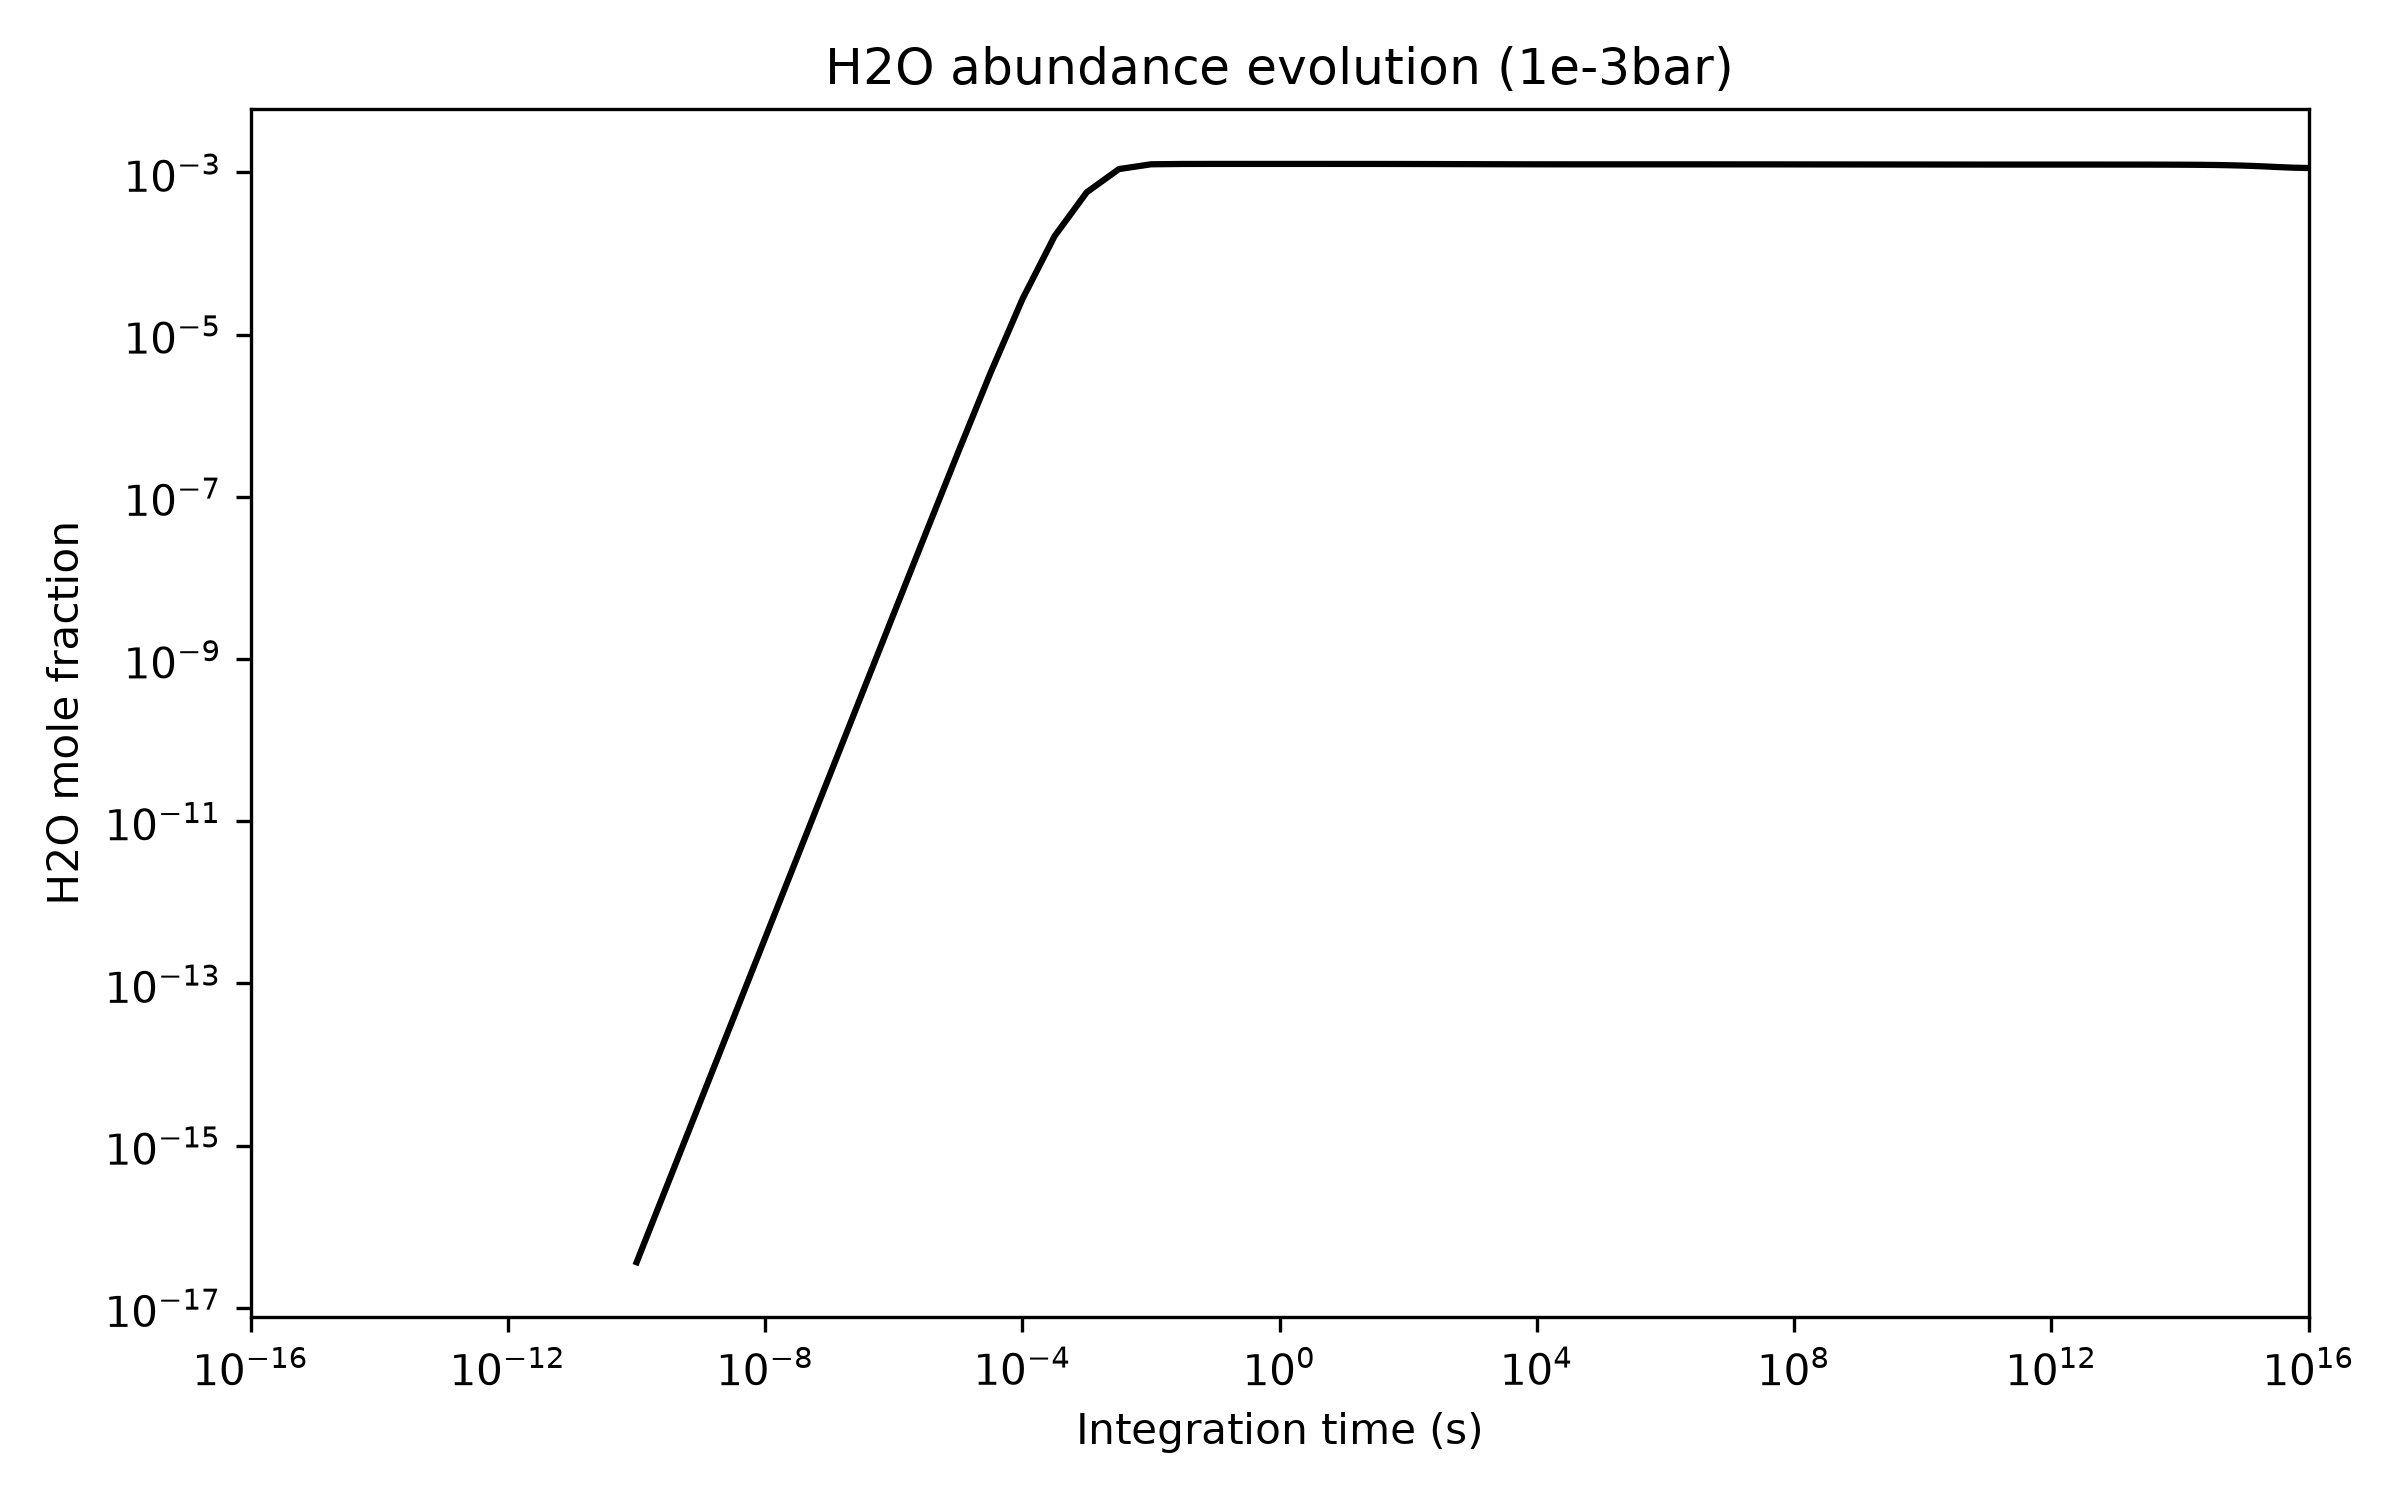 H2O abundance evolution (1e-3bar)
H2O mole fraction
10⁻³
10⁻⁵
10⁻⁷
10⁻⁹
10⁻¹¹
10⁻¹³
10⁻¹⁵
10⁻¹⁷
10⁻¹⁶ 10⁻¹² 10⁻⁸ 10⁻⁴ 10⁰ 10⁴ 10⁸ 10¹² 10¹⁶
Integration time (s)